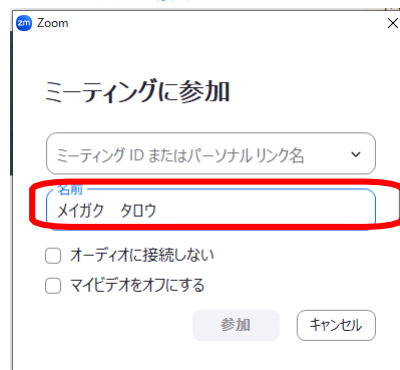 zm Zoom
ミーティングに参加
ミーティング ID またはパーソナルリンク名
名前
メイガク　タロウ
オーディオに接続しない
マイビデオをオフにする
参加 キャンセル